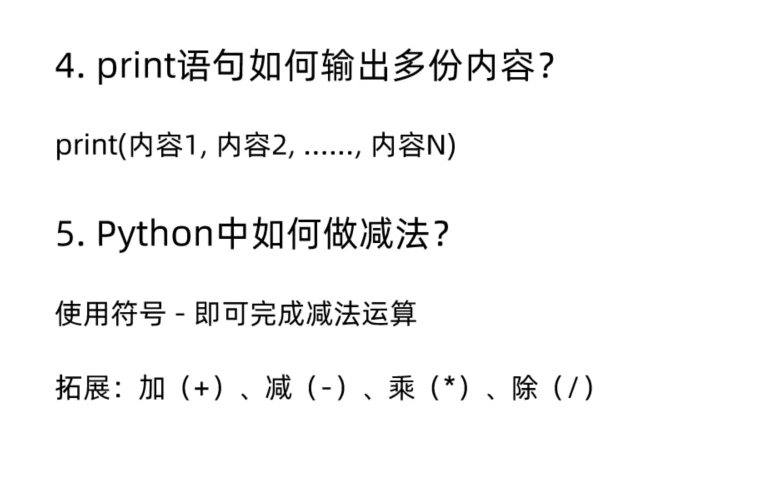 4. print语句如何输出多份内容？
print(内容1, 内容2, ……, 内容N)
5. Python中如何做减法？
使用符号 - 即可完成减法运算
拓展：加（+）、减（-）、乘（*）、除（/）